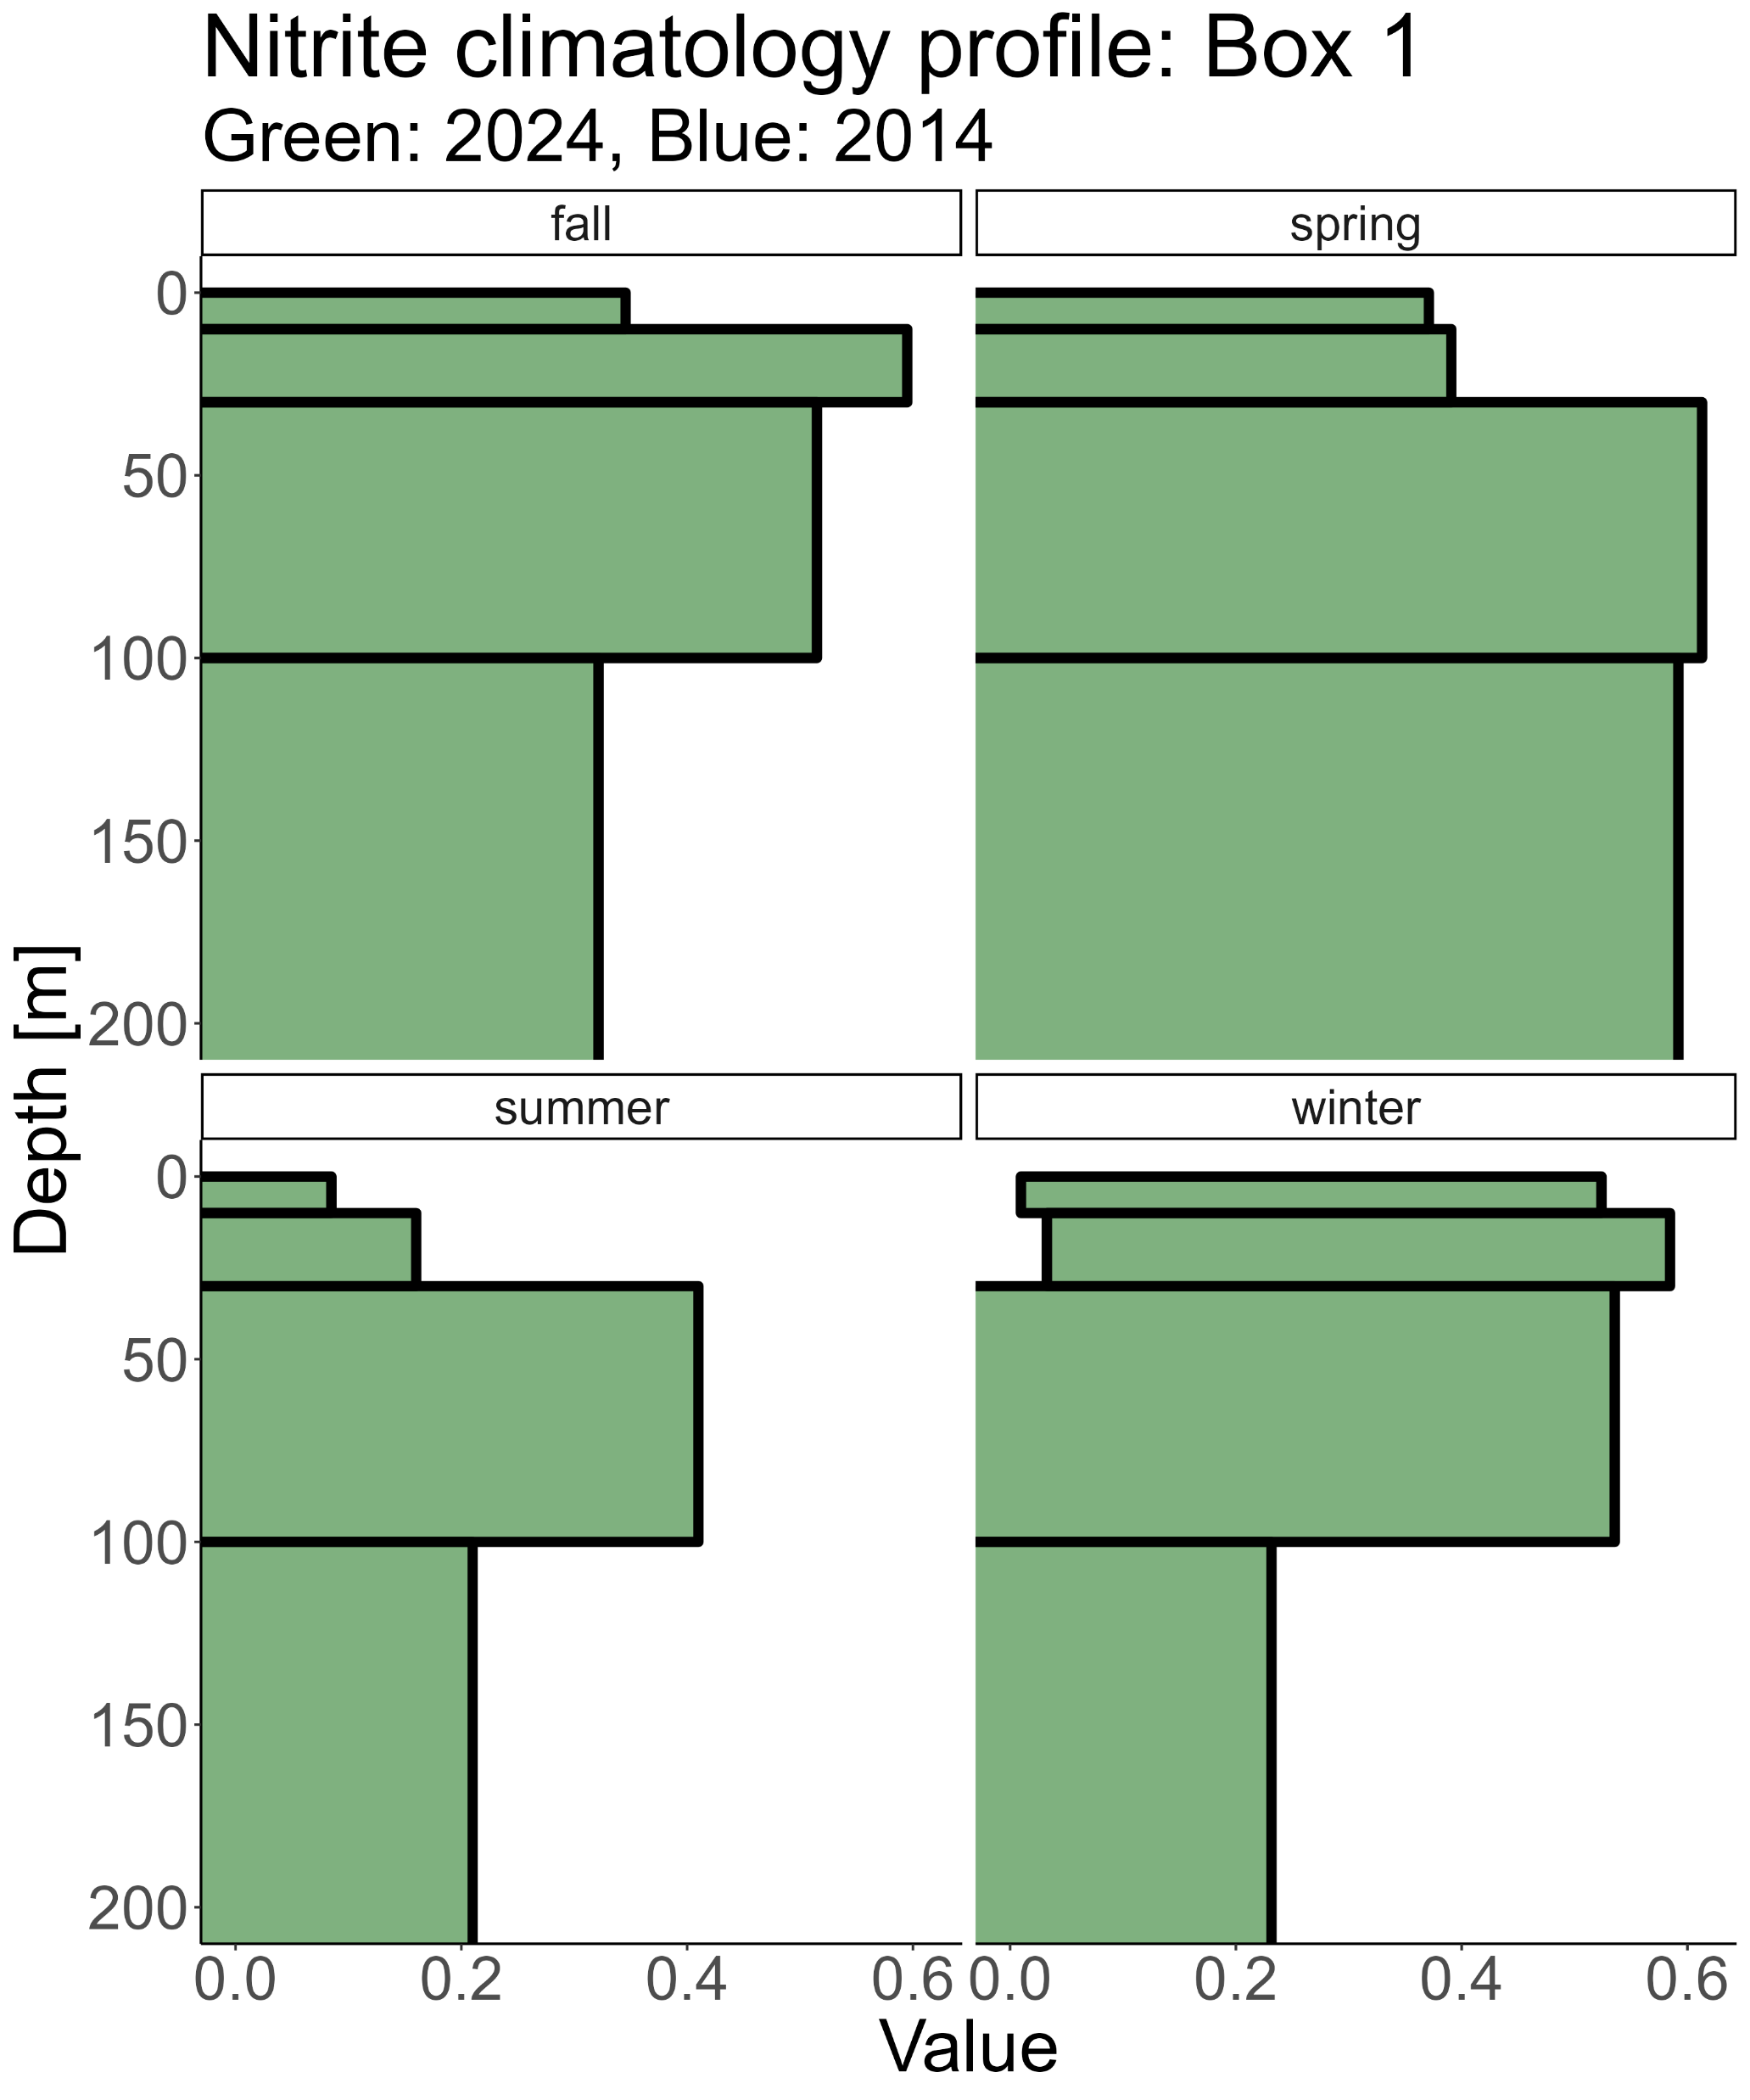 Nitrite climatology profile: Box 1
Green: 2024, Blue: 2014
fall
spring
0
50
100
150
200
summer
winter
0
50
100
150
200
Depth [m]
0.0 0.2 0.4 0.6 0.0 0.2 0.4 0.6
Value